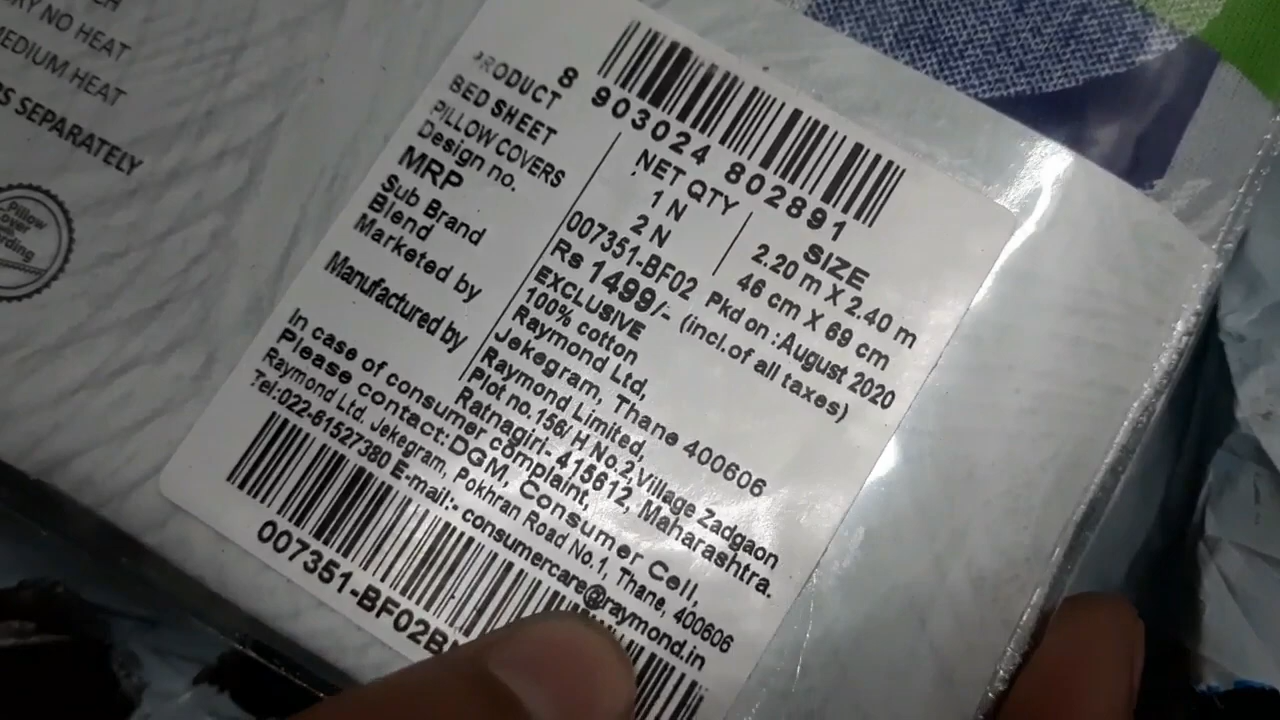 RY NO HEAT
MEDIUM HEAT
SEPARATELY
Pillow
Cover
8 903024 802891
PRODUCT NET QTY SIZE
BED SHEET 1 N 2.20 m X 2.40 m
PILLOW COVERS 2 N 46 cm X 69 cm
Design no. 007351-BF02 Pkd on :August 2020
MRP Rs 1499/- (incl.of all taxes)
Sub Brand EXCLUSIVE
Blend 100% cotton
Marketed by Raymond Ltd,
Jekegram, Thane 400606
Manufactured by Raymond Limited,
Plot no.156/ H No.2,Village Zadgaon
Ratnagiri- 415612, Maharashtra.
In case of consumer complaint,
Please contact:DGM, Consumer Cell,
Raymond Ltd, Jekegram, Pokhran Road No.1, Thane, 400606
Tel:022-61527380 E-mail:- consumercare@raymond.in
007351-BF02B